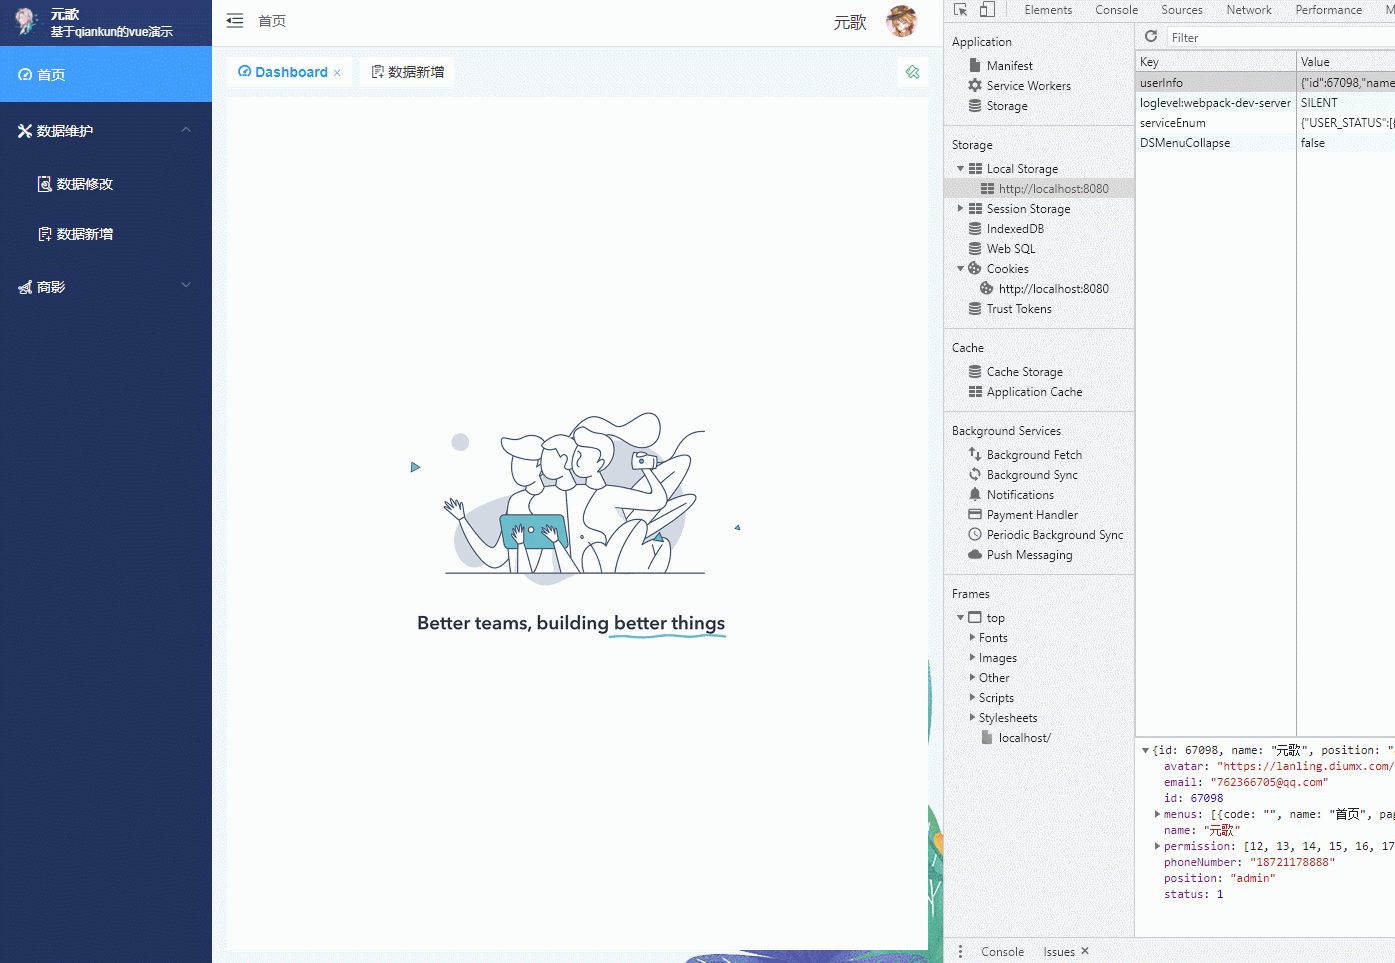 元歌
基于qiankun的vue演示
首页
数据维护
数据修改
数据新增
商影
首页
元歌
Dashboard ×
数据新增
Better teams, building better things
Elements Console Sources Network Performance M
Application
Manifest
Service Workers
Storage
Storage
Local Storage
http://localhost:8080
Session Storage
IndexedDB
Web SQL
Cookies
http://localhost:8080
Trust Tokens
Cache
Cache Storage
Application Cache
Background Services
Background Fetch
Background Sync
Notifications
Payment Handler
Periodic Background Sync
Push Messaging
Frames
top
Fonts
Images
Other
Scripts
Stylesheets
localhost/
Filter
Key Value
userInfo {"id":67098,"name
loglevel:webpack-dev-server SILENT
serviceEnum {"USER_STATUS":[{
DSMenuCollapse false
{id: 67098, name: "元歌", position: "
avatar: "https://lanling.diumx.com/
email: "762366705@qq.com"
id: 67098
menus: [{code: "", name: "首页", pag
name: "元歌"
permission: [12, 13, 14, 15, 16, 17
phoneNumber: "18721178888"
position: "admin"
status: 1
Console Issues ×